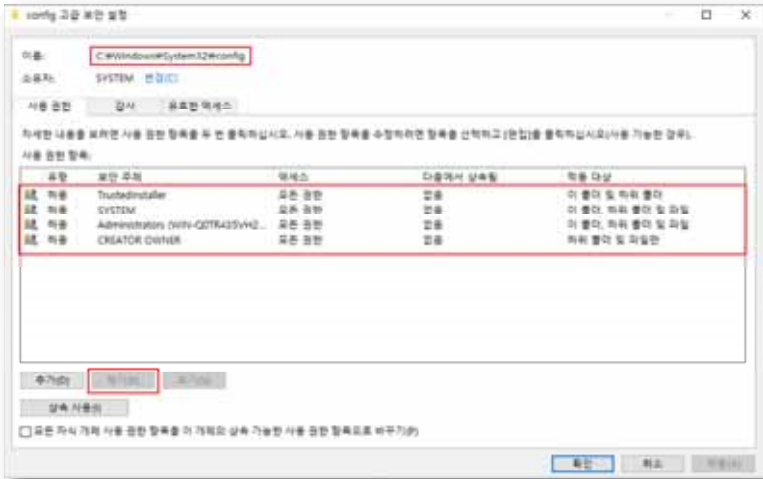 config 고급 보안 설정
이름: C:₩Windows₩System32₩config
소유자: SYSTEM 변경(C)
사용 권한 감사 유효한 액세스
자세한 내용을 보려면 사용 권한 항목을 두 번 클릭하십시오. 사용 권한 항목을 수정하려면 항목을 선택하고 [편집]을 클릭하십시오(사용 가능한 경우).
사용 권한 항목:
유형 보안 주체 액세스 다음에서 상속됨 적용 대상
허용 TrustedInstaller 모든 권한 없음 이 폴더 및 하위 폴더
허용 SYSTEM 모든 권한 없음 이 폴더, 하위 폴더 및 파일
허용 Administrators 모든 권한 없음 이 폴더, 하위 폴더 및 파일
허용 CREATOR OWNER 모든 권한 없음 하위 폴더 및 파일만
추가(D) 제거(R)
상속 사용(I)
모든 자식 개체 사용 권한 항목을 이 개체의 상속 가능한 사용 권한 항목으로 바꾸기(P)
확인 취소 적용(A)